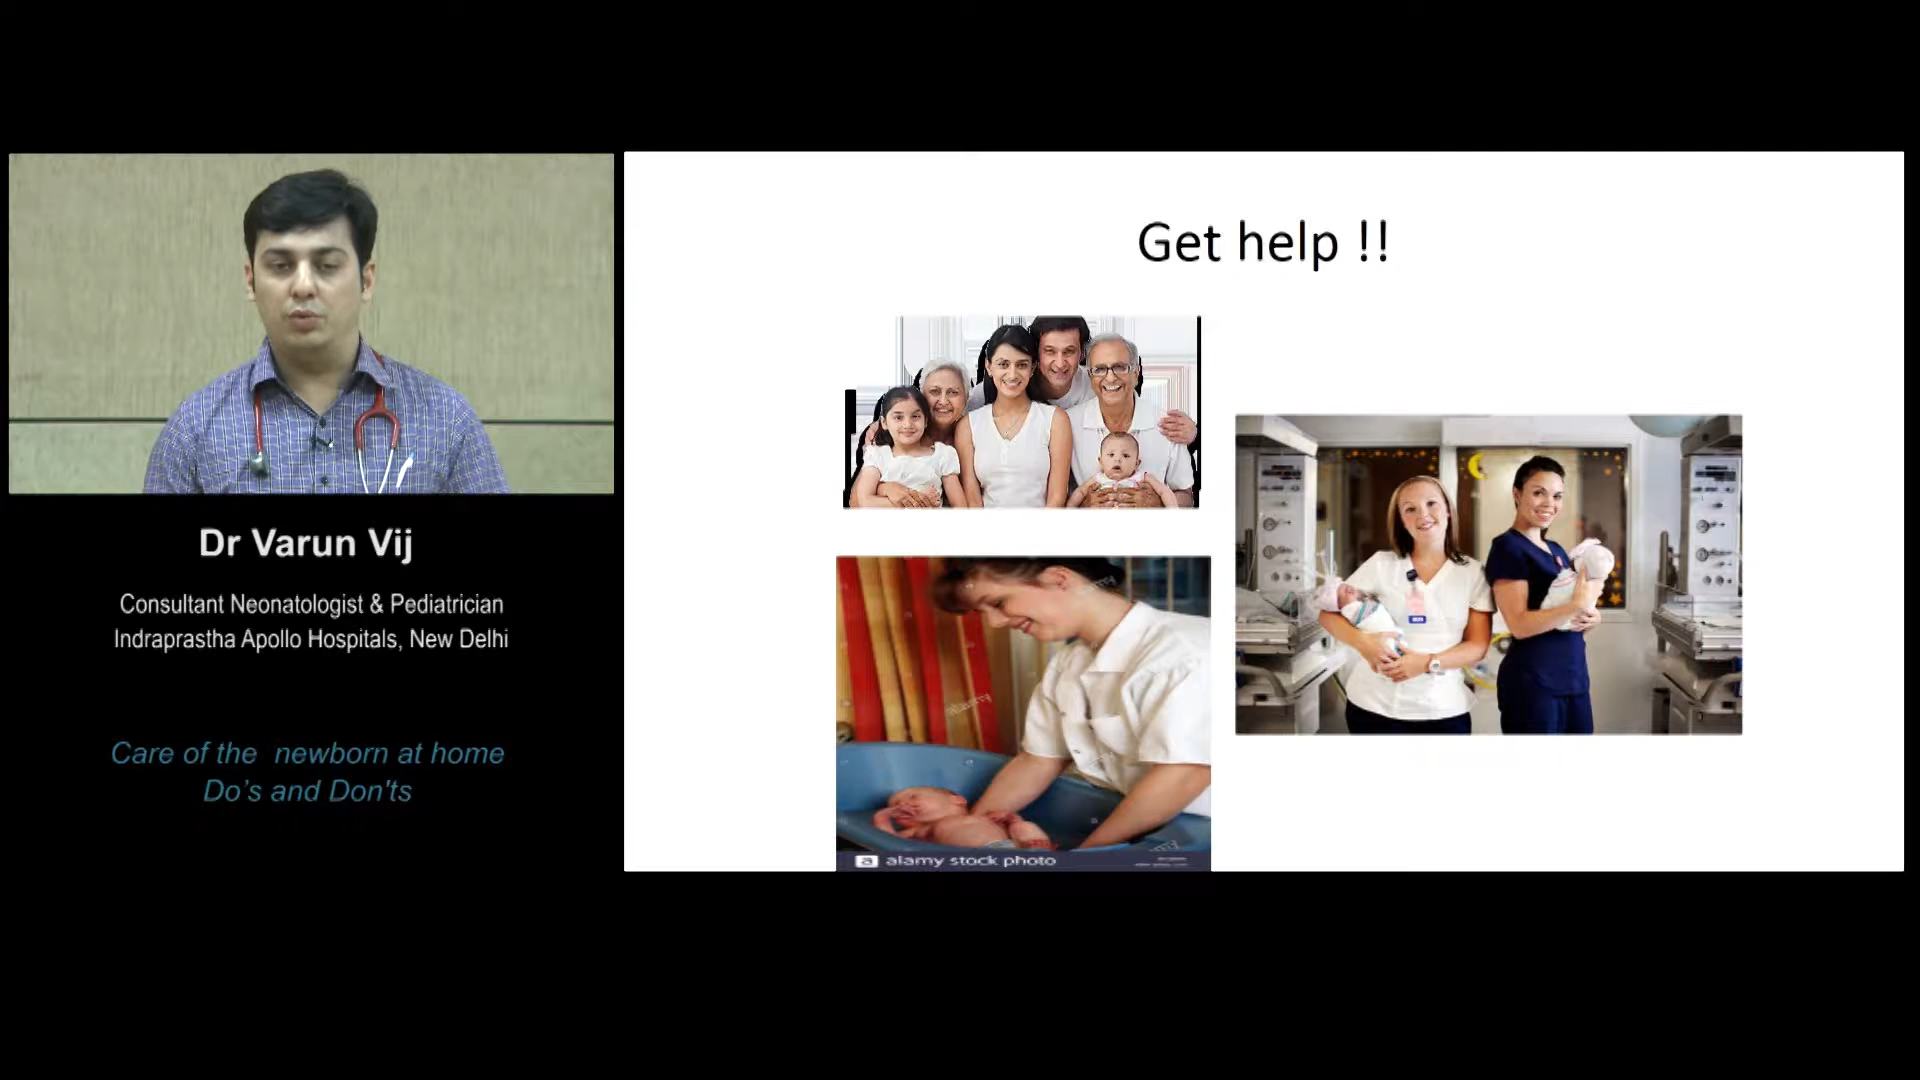 Get help !!
Dr Varun Vij
Consultant Neonatologist & Pediatrician
Indraprastha Apollo Hospitals, New Delhi
Care of the newborn at home
Do's and Don'ts
a alamy stock photo